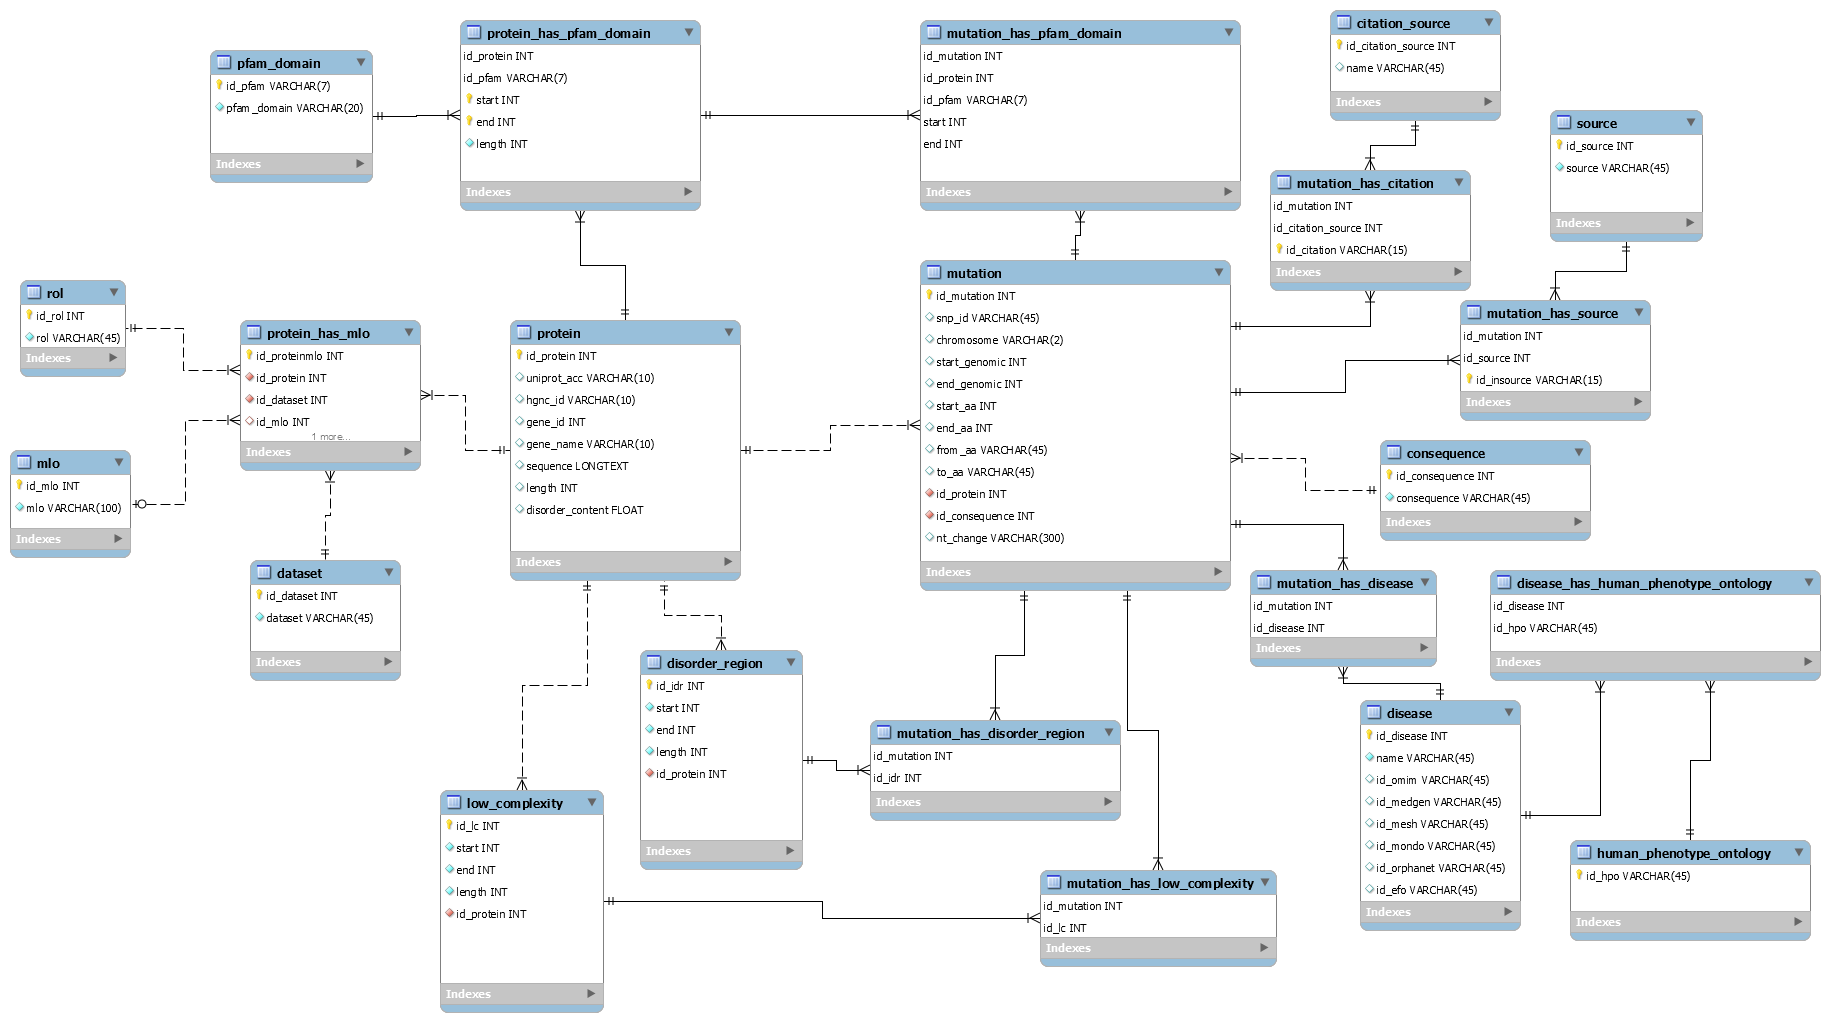 pfam_domain
id_pfam VARCHAR(7)
pfam_domain VARCHAR(20)
Indexes
protein_has_pfam_domain
id_protein INT
id_pfam VARCHAR(7)
start INT
end INT
length INT
Indexes
mutation_has_pfam_domain
id_mutation INT
id_protein INT
id_pfam VARCHAR(7)
start INT
end INT
Indexes
citation_source
id_citation_source INT
name VARCHAR(45)
Indexes
source
id_source INT
source VARCHAR(45)
Indexes
mutation_has_citation
id_mutation INT
id_citation_source INT
id_citation VARCHAR(15)
Indexes
rol
id_rol INT
rol VARCHAR(45)
Indexes
protein_has_mlo
id_proteinmlo INT
id_protein INT
id_dataset INT
id_mlo INT
1 more...
Indexes
protein
id_protein INT
uniprot_acc VARCHAR(10)
hgnc_id VARCHAR(10)
gene_id INT
gene_name VARCHAR(10)
sequence LONGTEXT
length INT
disorder_content FLOAT
Indexes
mutation
id_mutation INT
snp_id VARCHAR(45)
chromosome VARCHAR(2)
start_genomic INT
end_genomic INT
start_aa INT
end_aa INT
from_aa VARCHAR(45)
to_aa VARCHAR(45)
id_protein INT
id_consequence INT
nt_change VARCHAR(300)
Indexes
mutation_has_source
id_mutation INT
id_source INT
id_insource VARCHAR(15)
Indexes
mlo
id_mlo INT
mlo VARCHAR(100)
Indexes
consequence
id_consequence INT
consequence VARCHAR(45)
Indexes
dataset
id_dataset INT
dataset VARCHAR(45)
Indexes
mutation_has_disease
id_mutation INT
id_disease INT
Indexes
disease_has_human_phenotype_ontology
id_disease INT
id_hpo VARCHAR(45)
Indexes
disorder_region
id_idr INT
start INT
end INT
length INT
id_protein INT
Indexes
mutation_has_disorder_region
id_mutation INT
id_idr INT
Indexes
disease
id_disease INT
name VARCHAR(45)
id_omim VARCHAR(45)
id_medgen VARCHAR(45)
id_mesh VARCHAR(45)
id_mondo VARCHAR(45)
id_orphanet VARCHAR(45)
id_efo VARCHAR(45)
Indexes
low_complexity
id_lc INT
start INT
end INT
length INT
id_protein INT
Indexes
mutation_has_low_complexity
id_mutation INT
id_lc INT
Indexes
human_phenotype_ontology
id_hpo VARCHAR(45)
Indexes